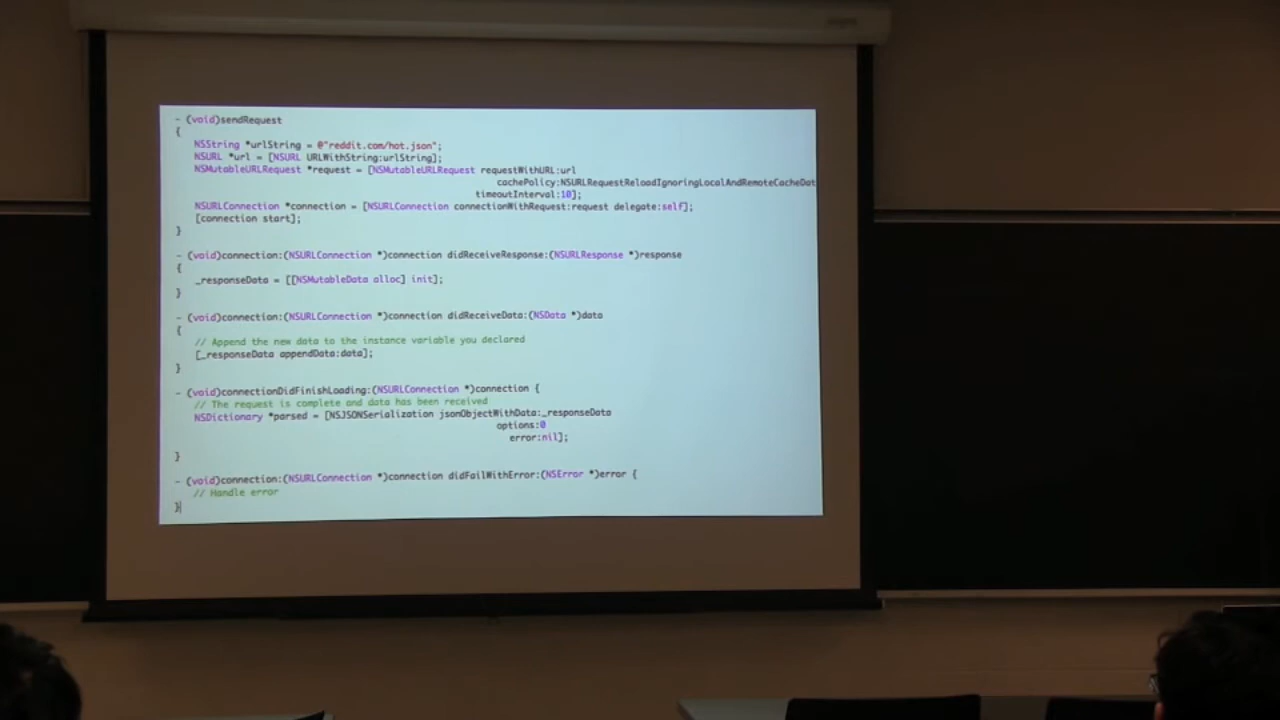 - (void)sendRequest
{
NSString *urlString = @"reddit.com/hot.json";
NSURL *url = [NSURL URLWithString:urlString];
NSMutableURLRequest *request = [NSMutableURLRequest requestWithURL:url
cachePolicy:NSURLRequestReloadIgnoringLocalAndRemoteCacheDat
timeoutInterval:10];
NSURLConnection *connection = [NSURLConnection connectionWithRequest:request delegate:self];
[connection start];
}
- (void)connection:(NSURLConnection *)connection didReceiveResponse:(NSURLResponse *)response
{
_responseData = [[NSMutableData alloc] init];
}
- (void)connection:(NSURLConnection *)connection didReceiveData:(NSData *)data
{
// Append the new data to the instance variable you declared
[_responseData appendData:data];
}
- (void)connectionDidFinishLoading:(NSURLConnection *)connection {
// The request is complete and data has been received
NSDictionary *parsed = [NSJSONSerialization jsonObjectWithData:_responseData
options:0
error:nil];
}
- (void)connection:(NSURLConnection *)connection didFailWithError:(NSError *)error {
// Handle error
}